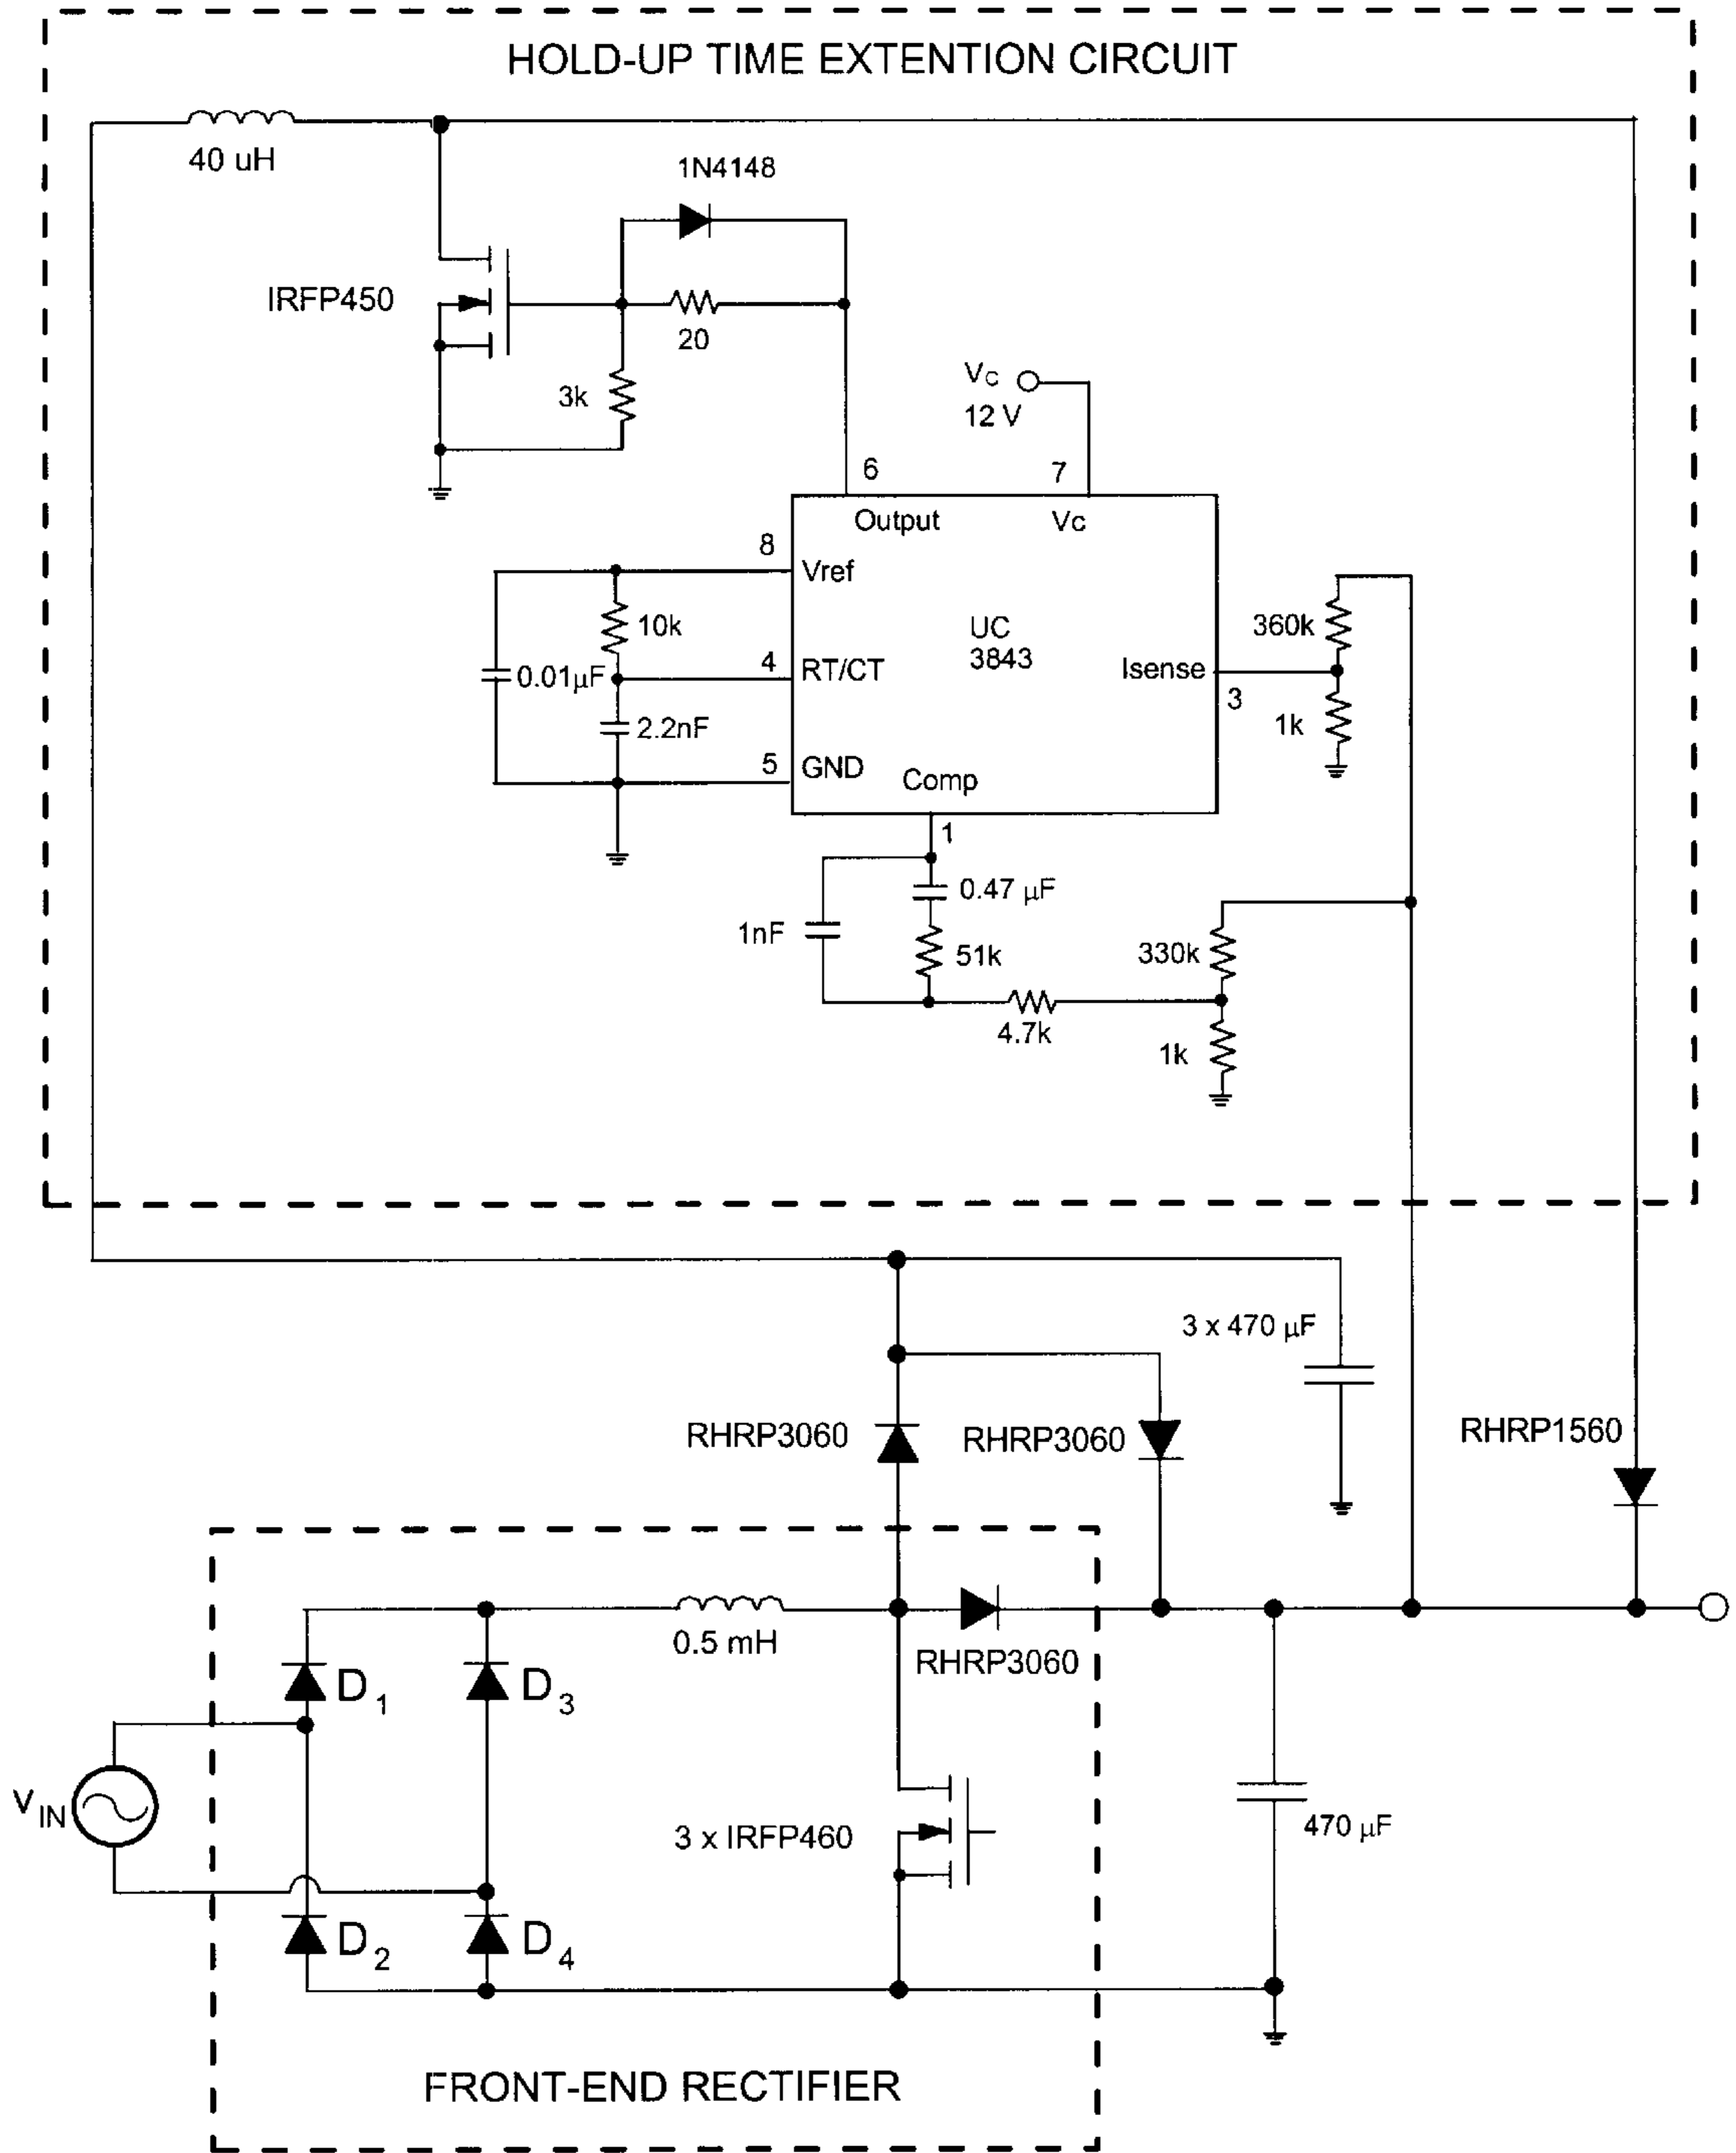 HOLD-UP TIME EXTENTION CIRCUIT
40 uH
1N4148
IRFP450
20
3k
Vc
12 V
6
7
Output
Vc
8
Vref
10k
UC
3843
360k
4
RT/CT
0.01µF
Isense
3
2.2nF
1k
5
GND
Comp
1
0.47 µF
1nF
51k
330k
4.7k
1k
3 x 470 µF
RHRP3060
RHRP3060
RHRP1560
0.5 mH
RHRP3060
D1
D3
VIN
3 x IRFP460
470 µF
D2
D4
FRONT-END RECTIFIER